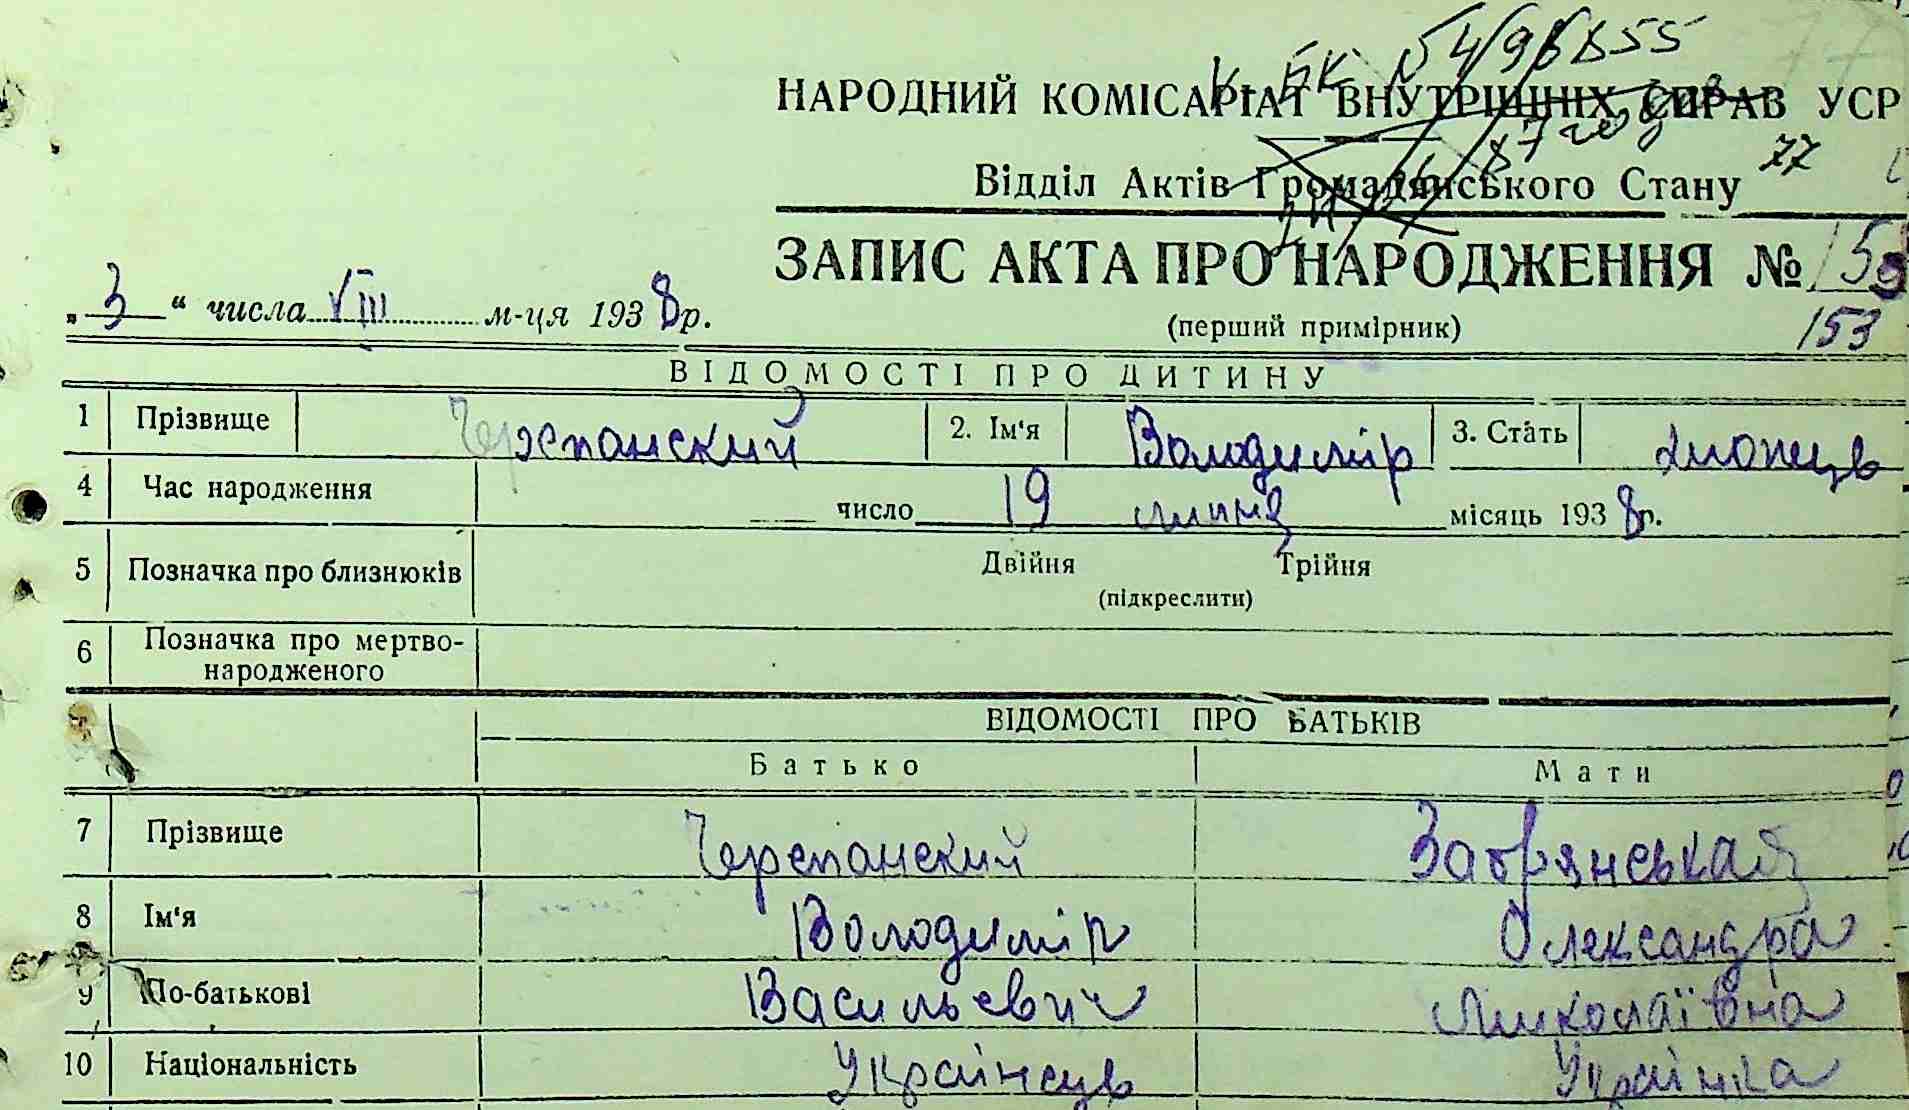 НАРОДНИЙ КОМІСАРІАТ ВНУТРІШНІХ СПРАВ УСР
77
Відділ Актів Громадянського Стану
ЗАПИС АКТА ПРО НАРОДЖЕННЯ №
153
„3“ числа VIII м-ця 1938р.
(перший примірник)
ВІДОМОСТІ ПРО ДИТИНУ
1 Прізвище Черепанский 2. Ім'я Володимір 3. Стать хлопець
4 Час народження число 19 липня місяць 1938р.
5 Позначка про близнюків Двійня Трійня
(підкреслити)
6 Позначка про мертво-
народженого
ВІДОМОСТІ ПРО БАТЬКІВ
Батько Мати
7 Прізвище Черепанский Забрянськая
8 Ім'я Володимір Олександра
9 По-батькові Васильевич Миколаївна
10 Національність Українець Українка